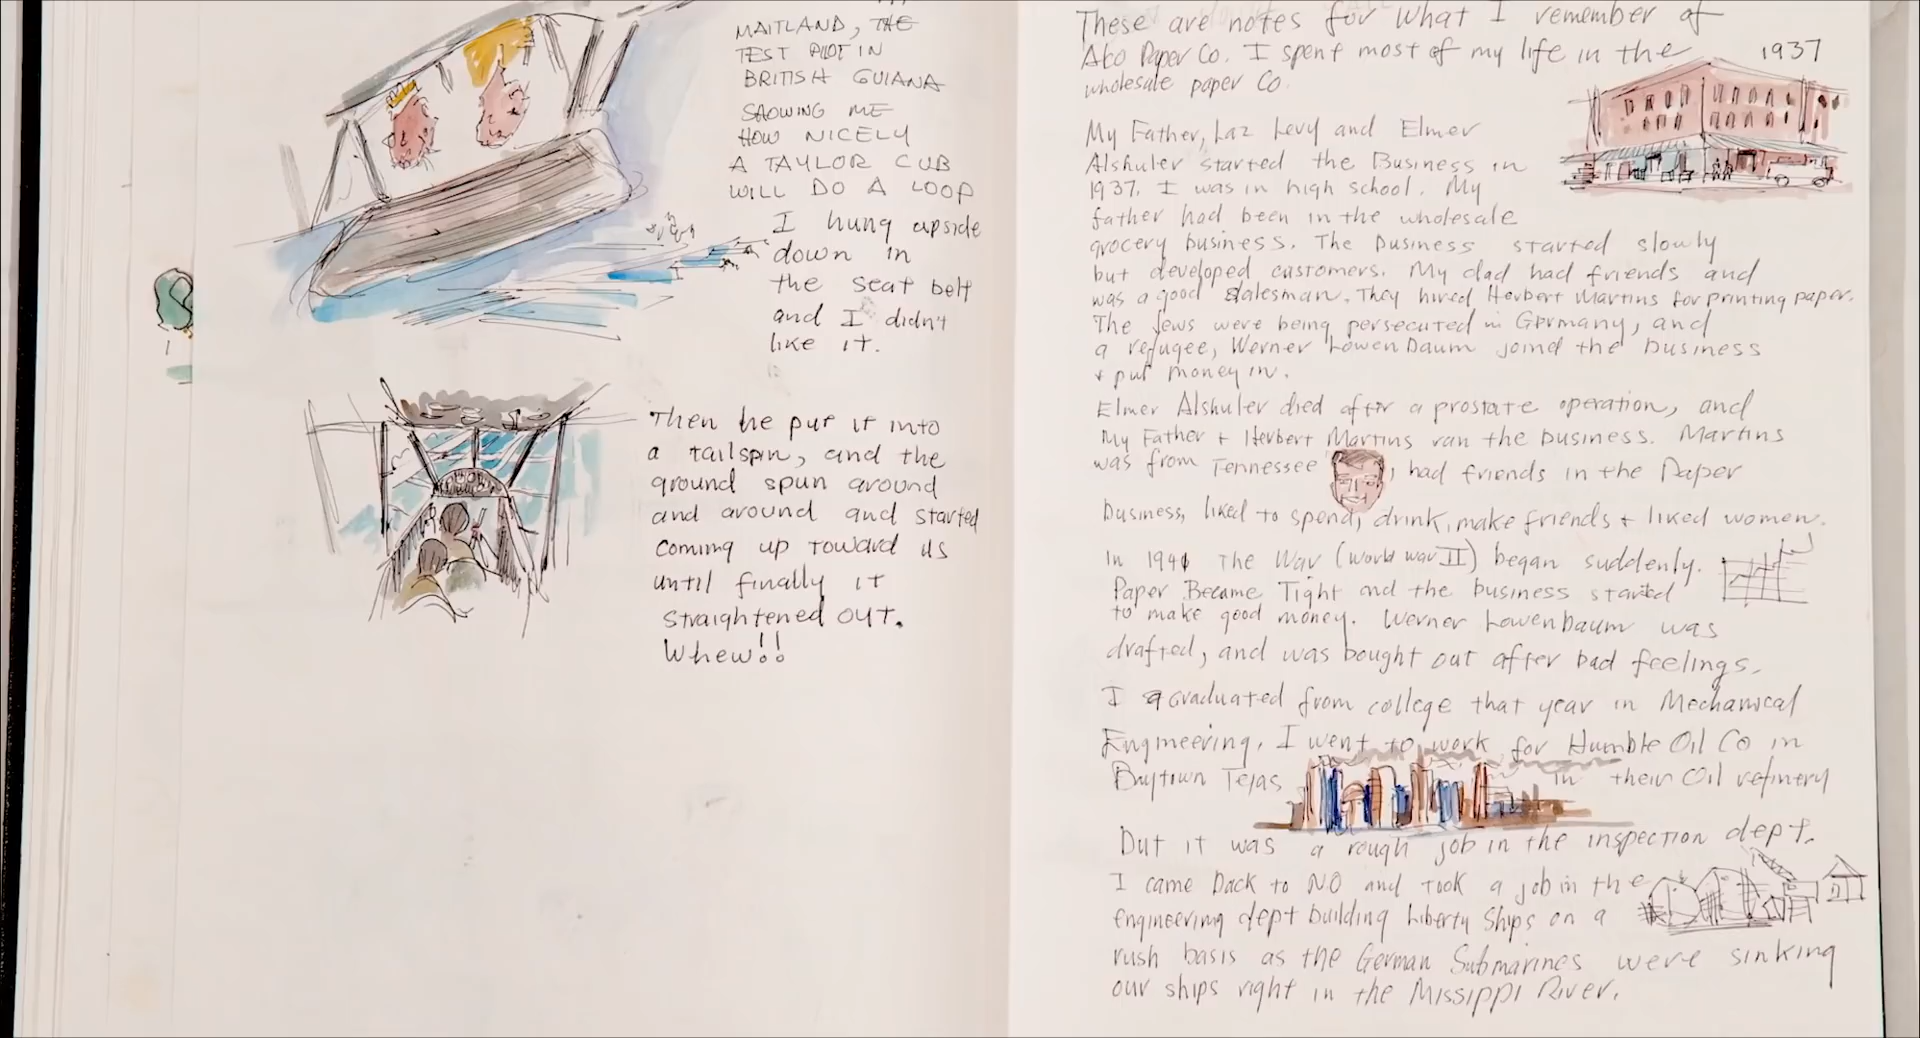 MAITLAND, THE
TEST PILOT IN
BRITISH GUIANA
SHOWING ME
HOW NICELY
A TAYLOR CUB
WILL DO A LOOP
I hung upside
down in
the seat belt
and I didn't
like it.
Then he put it into
a tailspin, and the
ground spun around
and around and started
coming up toward us
until finally it
straightened out.
Whew!!
These are notes for what I remember of
Alco Paper Co. I spent most of my life in the
wholesale paper Co.
1937
My Father, Laz Levy and Elmer
Alshuler started the Business in
1937. I was in high school. My
father had been in the wholesale
grocery business. The business started slowly
but developed customers. My dad had friends and
was a good salesman. They hired Herbert Martins for printing paper.
The Jews were being persecuted in Germany, and
a refugee, Werner Lowenbaum joind the business
+ put money in.
Elmer Alshuler died after a prostate operation, and
My Father + Herbert Martins ran the business. Martins
was from Tennessee, had friends in the Paper
Business, liked to spend, drink, make friends + liked women.
In 1941 The War (World War II) began suddenly.
Paper Became Tight and the business started
to make good money. Werner Lowenbaum was
drafted, and was bought out after bad feelings.
I graduated from college that year in Mechanical
Engineering. I went to work for Humble Oil Co in
Baytown Texas in their Oil refinery
But it was a rough job in the inspection dept.
I came back to NO and took a job in the
engineering dept building Liberty Ships on a
rush basis as the German Submarines were sinking
our ships right in the Missippi River.